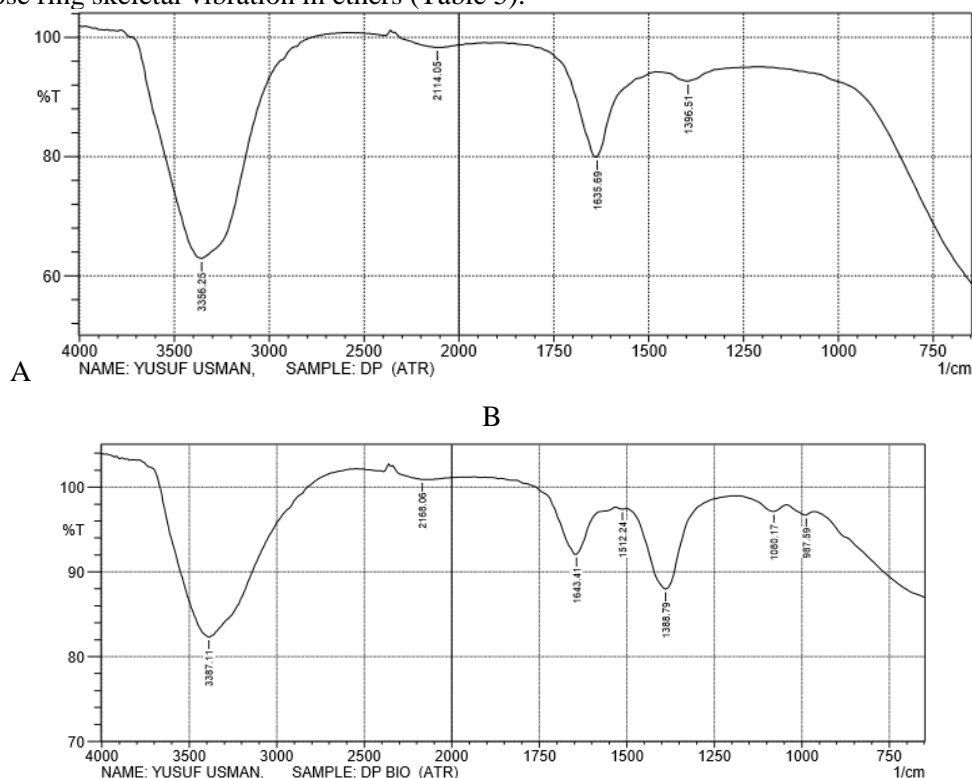 ose ring skeletal vibration in ethers (Table 5).
100
%T
80
60
2114.05
1635.69
1396.51
3356.25
4000 3500 3000 2500 2000 1750 1500 1250 1000 750
A NAME: YUSUF USMAN, SAMPLE: DP (ATR) 1/cm
B
100
%T
90
80
70
2168.06
1643.41
1512.24
1388.79
1080.17
987.59
3387.11
4000 3500 3000 2500 2000 1750 1500 1250 1000 750
NAME: YUSUF USMAN, SAMPLE: DP BIO (ATR) 1/cm